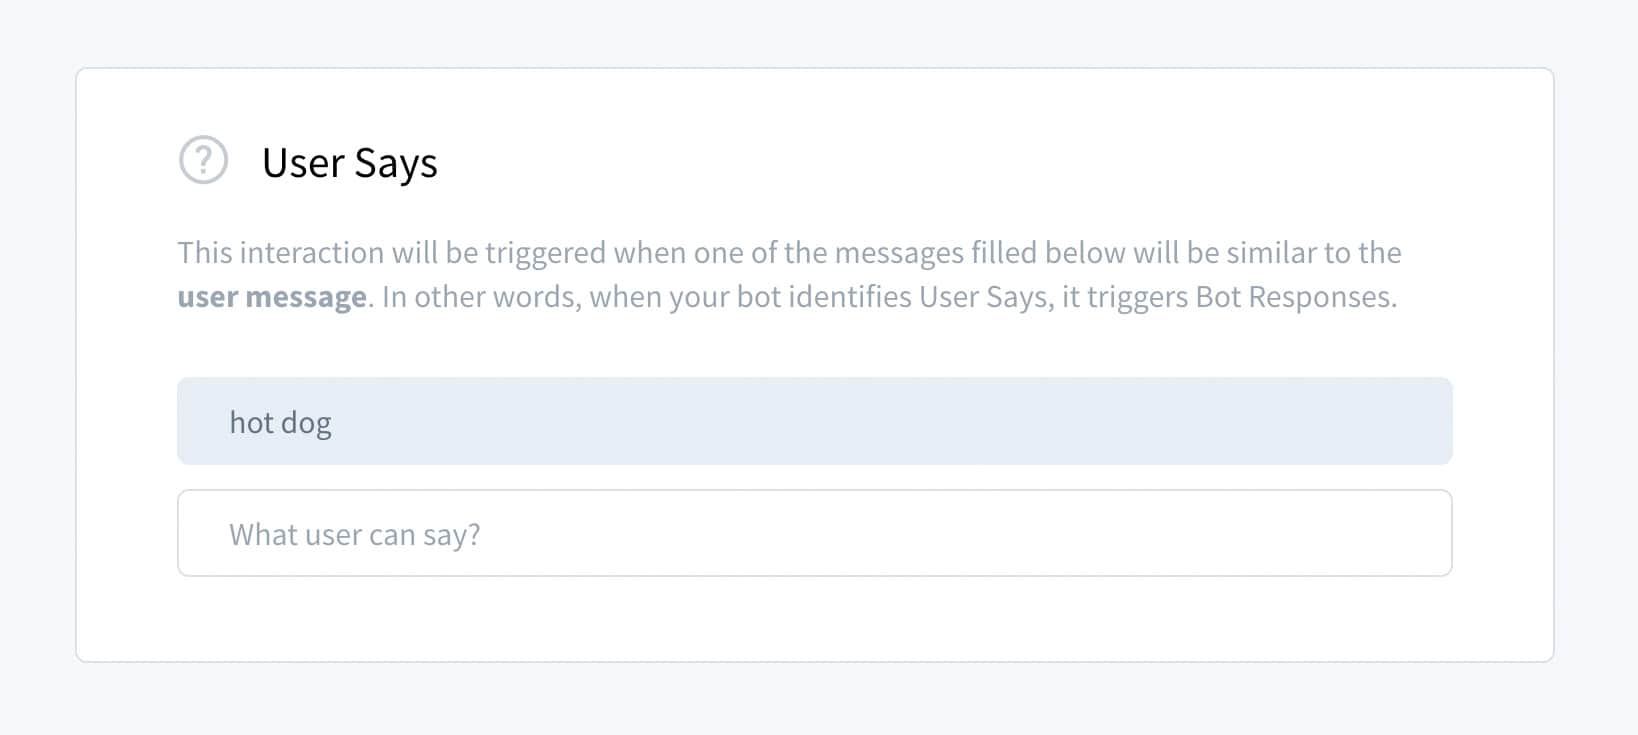 User Says
This interaction will be triggered when one of the messages filled below will be similar to the
user message. In other words, when your bot identifies User Says, it triggers Bot Responses.
hot dog
What user can say?